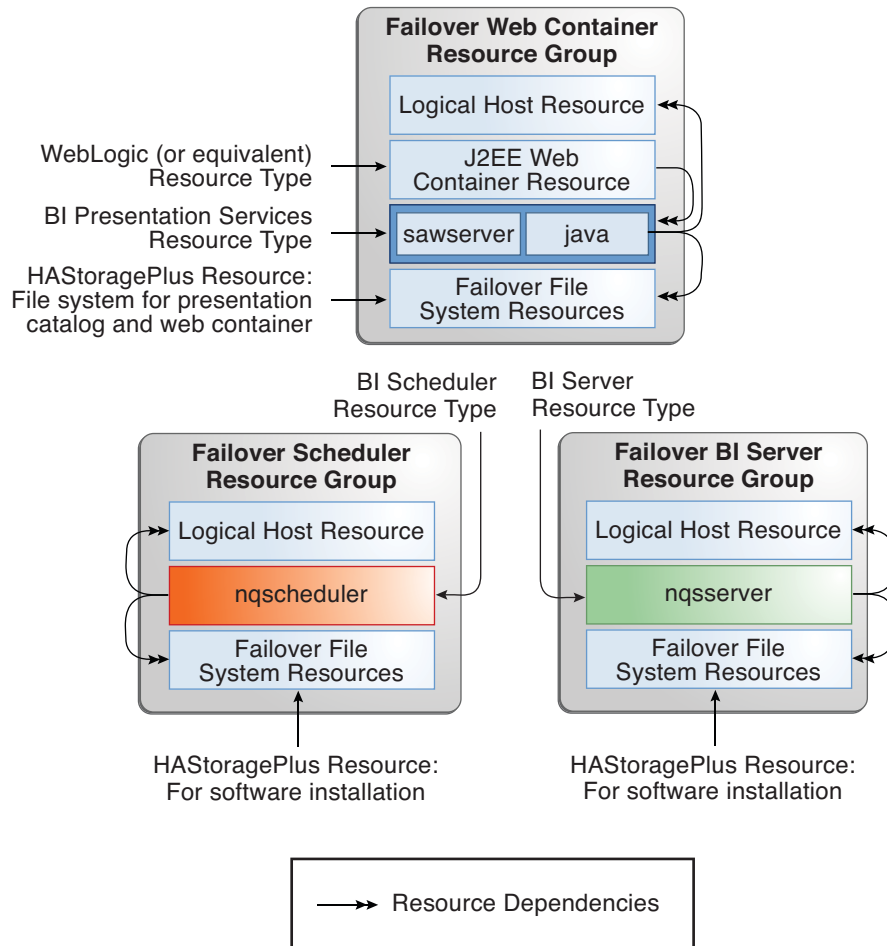 Failover Web Container
Resource Group
Logical Host Resource
WebLogic (or equivalent)
Resource Type
J2EE Web
Container Resource
BI Presentation Services
Resource Type
sawserver
java
HAStoragePlus Resource:
File system for presentation
catalog and web container
Failover File
System Resources
BI Scheduler
Resource Type
BI Server
Resource Type
Failover Scheduler
Resource Group
Logical Host Resource
nqscheduler
Failover File
System Resources
HAStoragePlus Resource:
For software installation
Failover BI Server
Resource Group
Logical Host Resource
nqsserver
Failover File
System Resources
HAStoragePlus Resource:
For software installation
Resource Dependencies